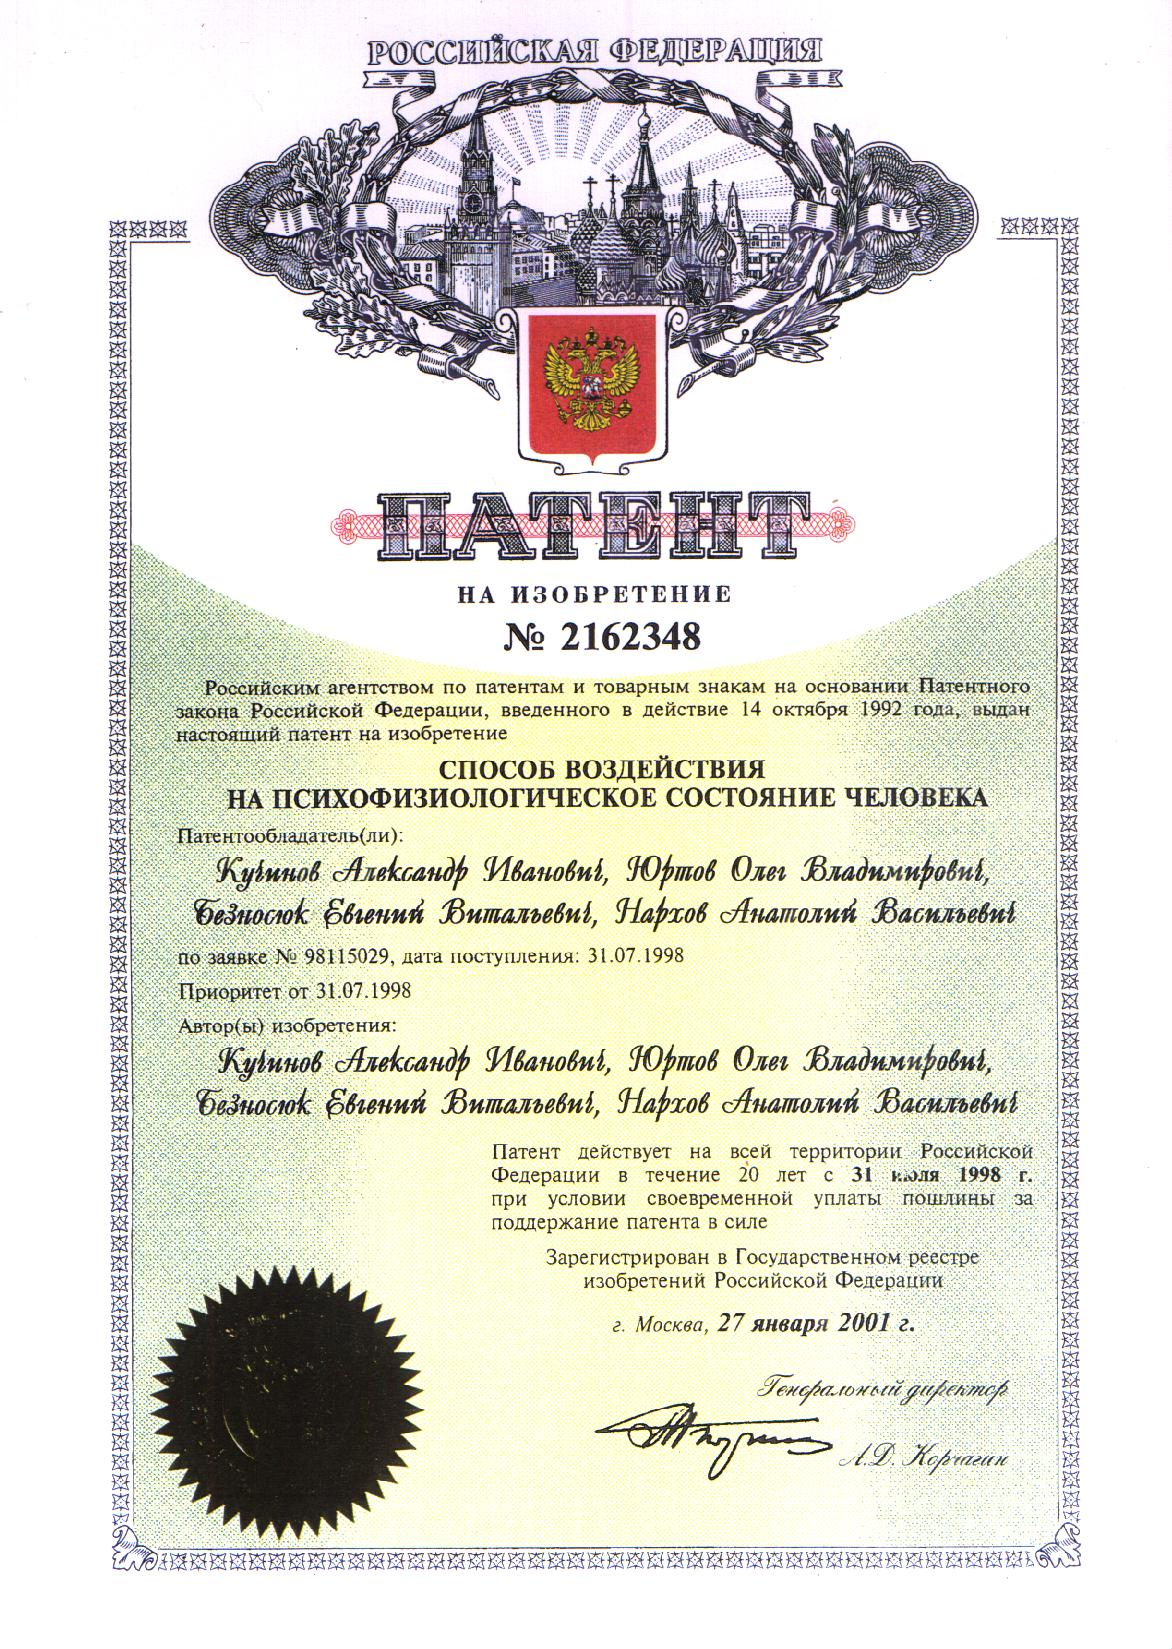 РОССИЙСКАЯ ФЕДЕРАЦИЯ
ПАТЕНТ
НА ИЗОБРЕТЕНИЕ
№ 2162348
Российским агентством по патентам и товарным знакам на основании Патентного
закона Российской Федерации, введенного в действие 14 октября 1992 года, выдан
настоящий патент на изобретение
СПОСОБ ВОЗДЕЙСТВИЯ
НА ПСИХОФИЗИОЛОГИЧЕСКОЕ СОСТОЯНИЕ ЧЕЛОВЕКА
Патентообладатель(ли):
Кучинов Александр Иванович, Юртов Олег Владимирович,
Безносюк Евгений Витальевич, Нархов Анатолий Васильевич
по заявке № 98115029, дата поступления: 31.07.1998
Приоритет от 31.07.1998
Автор(ы) изобретения:
Кучинов Александр Иванович, Юртов Олег Владимирович,
Безносюк Евгений Витальевич, Нархов Анатолий Васильевич
Патент действует на всей территории Российской
Федерации в течение 20 лет с 31 июля 1998 г.
при условии своевременной уплаты пошлины за
поддержание патента в силе
Зарегистрирован в Государственном реестре
изобретений Российской Федерации
г. Москва, 27 января 2001 г.
Генеральный директор
А.Д. Корчагин